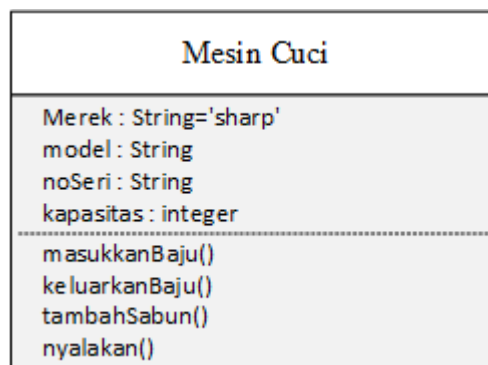 Mesin Cuci
Merek : String='sharp'
model : String
noSeri : String
kapasitas : integer
masukkanBaju()
keluarkanBaju()
tambahSabun()
nyalakan()